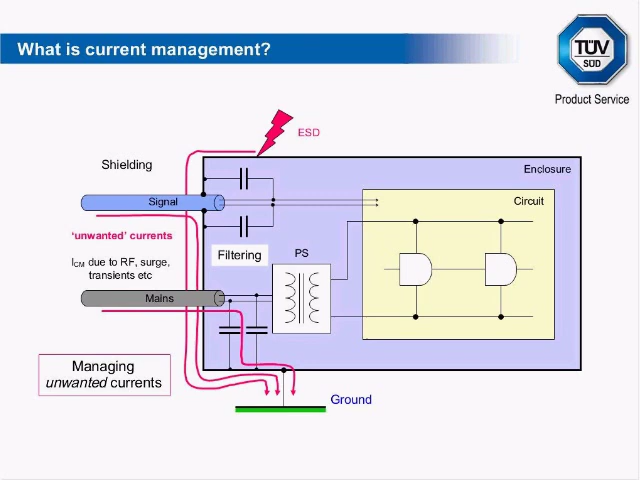 What is current management?
TÜV
SÜD
Product Service
ESD
Shielding
Enclosure
Signal
Circuit
'unwanted' currents
Filtering
PS
ICM due to RF, surge,
transients etc
Mains
Managing
unwanted currents
Ground